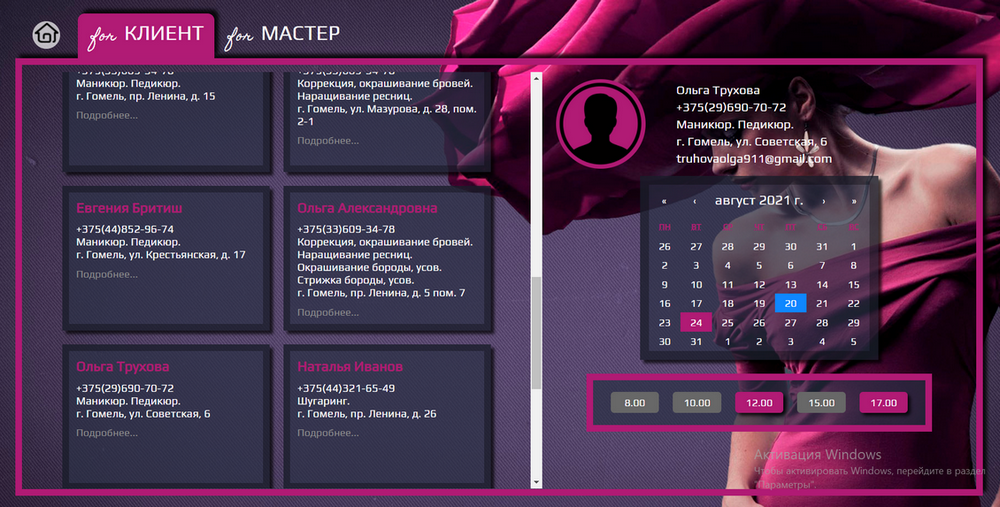 for КЛИЕНТ
for МАСТЕР
+375(33)609-34-78
Маникюр. Педикюр.
г. Гомель, пр. Ленина, д. 15
Подробнее...
+375(33)609-34-78
Коррекция, окрашивание бровей.
Наращивание ресниц.
г. Гомель, ул. Мазурова, д. 28, пом.
2-1
Подробнее...
Евгения Бритиш
+375(44)852-96-74
Маникюр. Педикюр.
г. Гомель, ул. Крестьянская, д. 17
Подробнее...
Ольга Александровна
+375(33)609-34-78
Коррекция, окрашивание бровей.
Наращивание ресниц.
Окрашивание бороды, усов.
Стрижка бороды, усов.
г. Гомель, пр. Ленина, д. 5 пом. 7
Подробнее...
Ольга Трухова
+375(29)690-70-72
Маникюр. Педикюр.
г. Гомель, ул. Советская, 6
Подробнее...
Наталья Иванов
+375(44)321-65-49
Шугаринг.
г. Гомель, пр. Ленина, д. 26
Подробнее...
Ольга Трухова
+375(29)690-70-72
Маникюр. Педикюр.
г. Гомель, ул. Советская, 6
truhovaolga911@gmail.com
« ‹ август 2021 г. › »
ПН ВТ СР ЧТ ПТ СБ ВС
26 27 28 29 30 31 1
2 3 4 5 6 7 8
9 10 11 12 13 14 15
16 17 18 19 20 21 22
23 24 25 26 27 28 29
30 31 1 2 3 4 5
8.00 10.00 12.00 15.00 17.00
Активация Windows
Чтобы активировать Windows, перейдите в раздел
"Параметры".